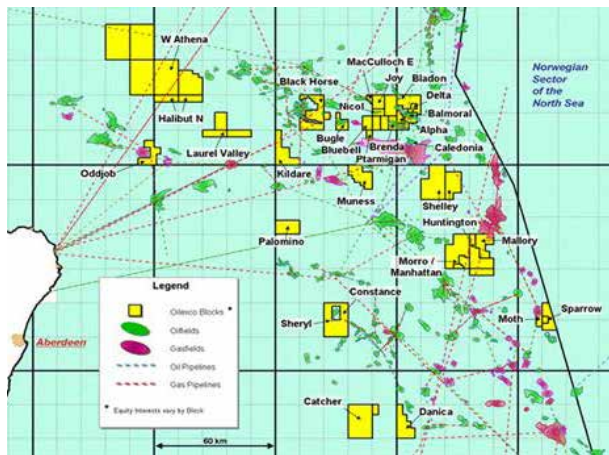 W Athena
MacCulloch E
Joy
Bladon
Black Horse
Nicol
Delta
Balmoral
Halibut N
Bugle
Alpha
Laurel Valley
Bluebell
Brenda
Caledonia
Ptarmigan
Oddjob
Kildare
Muness
Shelley
Huntington
Mallory
Palomino
Morro /
Manhattan
Constance
Sheryl
Moth
Sparrow
Catcher
Danica
Norwegian
Sector
of the
North Sea
Aberdeen
Legend
Oilexco Blocks *
Oilfields
Gasfields
Oil Pipelines
Gas Pipelines
* Equity Interests vary by Block
60 km